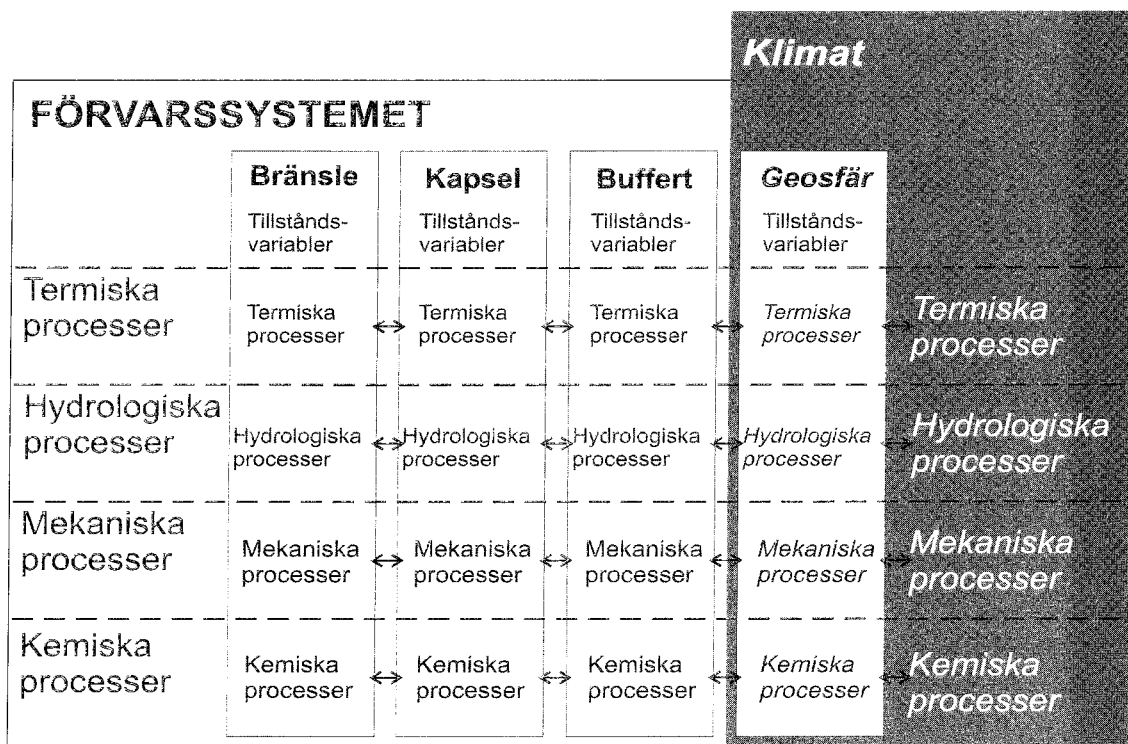 Klimat
FÖRVARSSYSTEMET
Bränsle Kapsel Buffert Geosfär
Tillstånds- Tillstånds- Tillstånds- Tillstånds-
variabler variabler variabler variabler
Termiska
processer
Termiska Termiska Termiska Termiska Termiska
processer processer processer processer processer
Hydrologiska
processer
Hydrologiska Hydrologiska Hydrologiska Hydrologiska Hydrologiska
processer processer processer processer processer
Mekaniska
processer
Mekaniska Mekaniska Mekaniska Mekaniska Mekaniska
processer processer processer processer processer
Kemiska
processer
Kemiska Kemiska Kemiska Kemiska Kemiska
processer processer processer processer processer